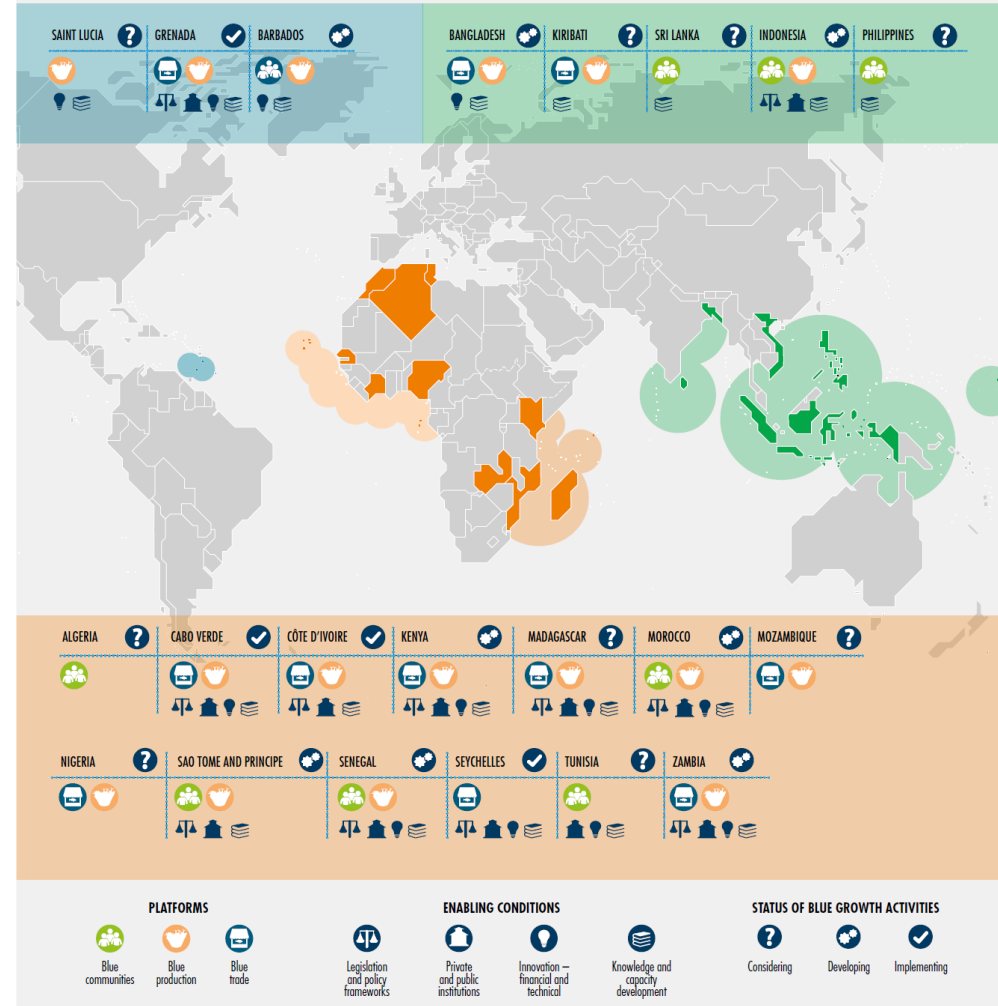 SAINT LUCIA ? GRENADA BARBADOS
BANGLADESH KIRIBATI ? SRI LANKA ? INDONESIA PHILIPPINES ?
ALGERIA ? CABO VERDE CÔTE D'IVOIRE KENYA MADAGASCAR ? MOROCCO MOZAMBIQUE ?
NIGERIA ? SAO TOME AND PRINCIPE SENEGAL SEYCHELLES TUNISIA ? ZAMBIA
PLATFORMS
Blue
communities
Blue
production
Blue
trade
ENABLING CONDITIONS
Legislation
and policy
frameworks
Private
and public
institutions
Innovation –
financial and
technical
Knowledge and
capacity
development
STATUS OF BLUE GROWTH ACTIVITIES
?
Considering
Developing
Implementing